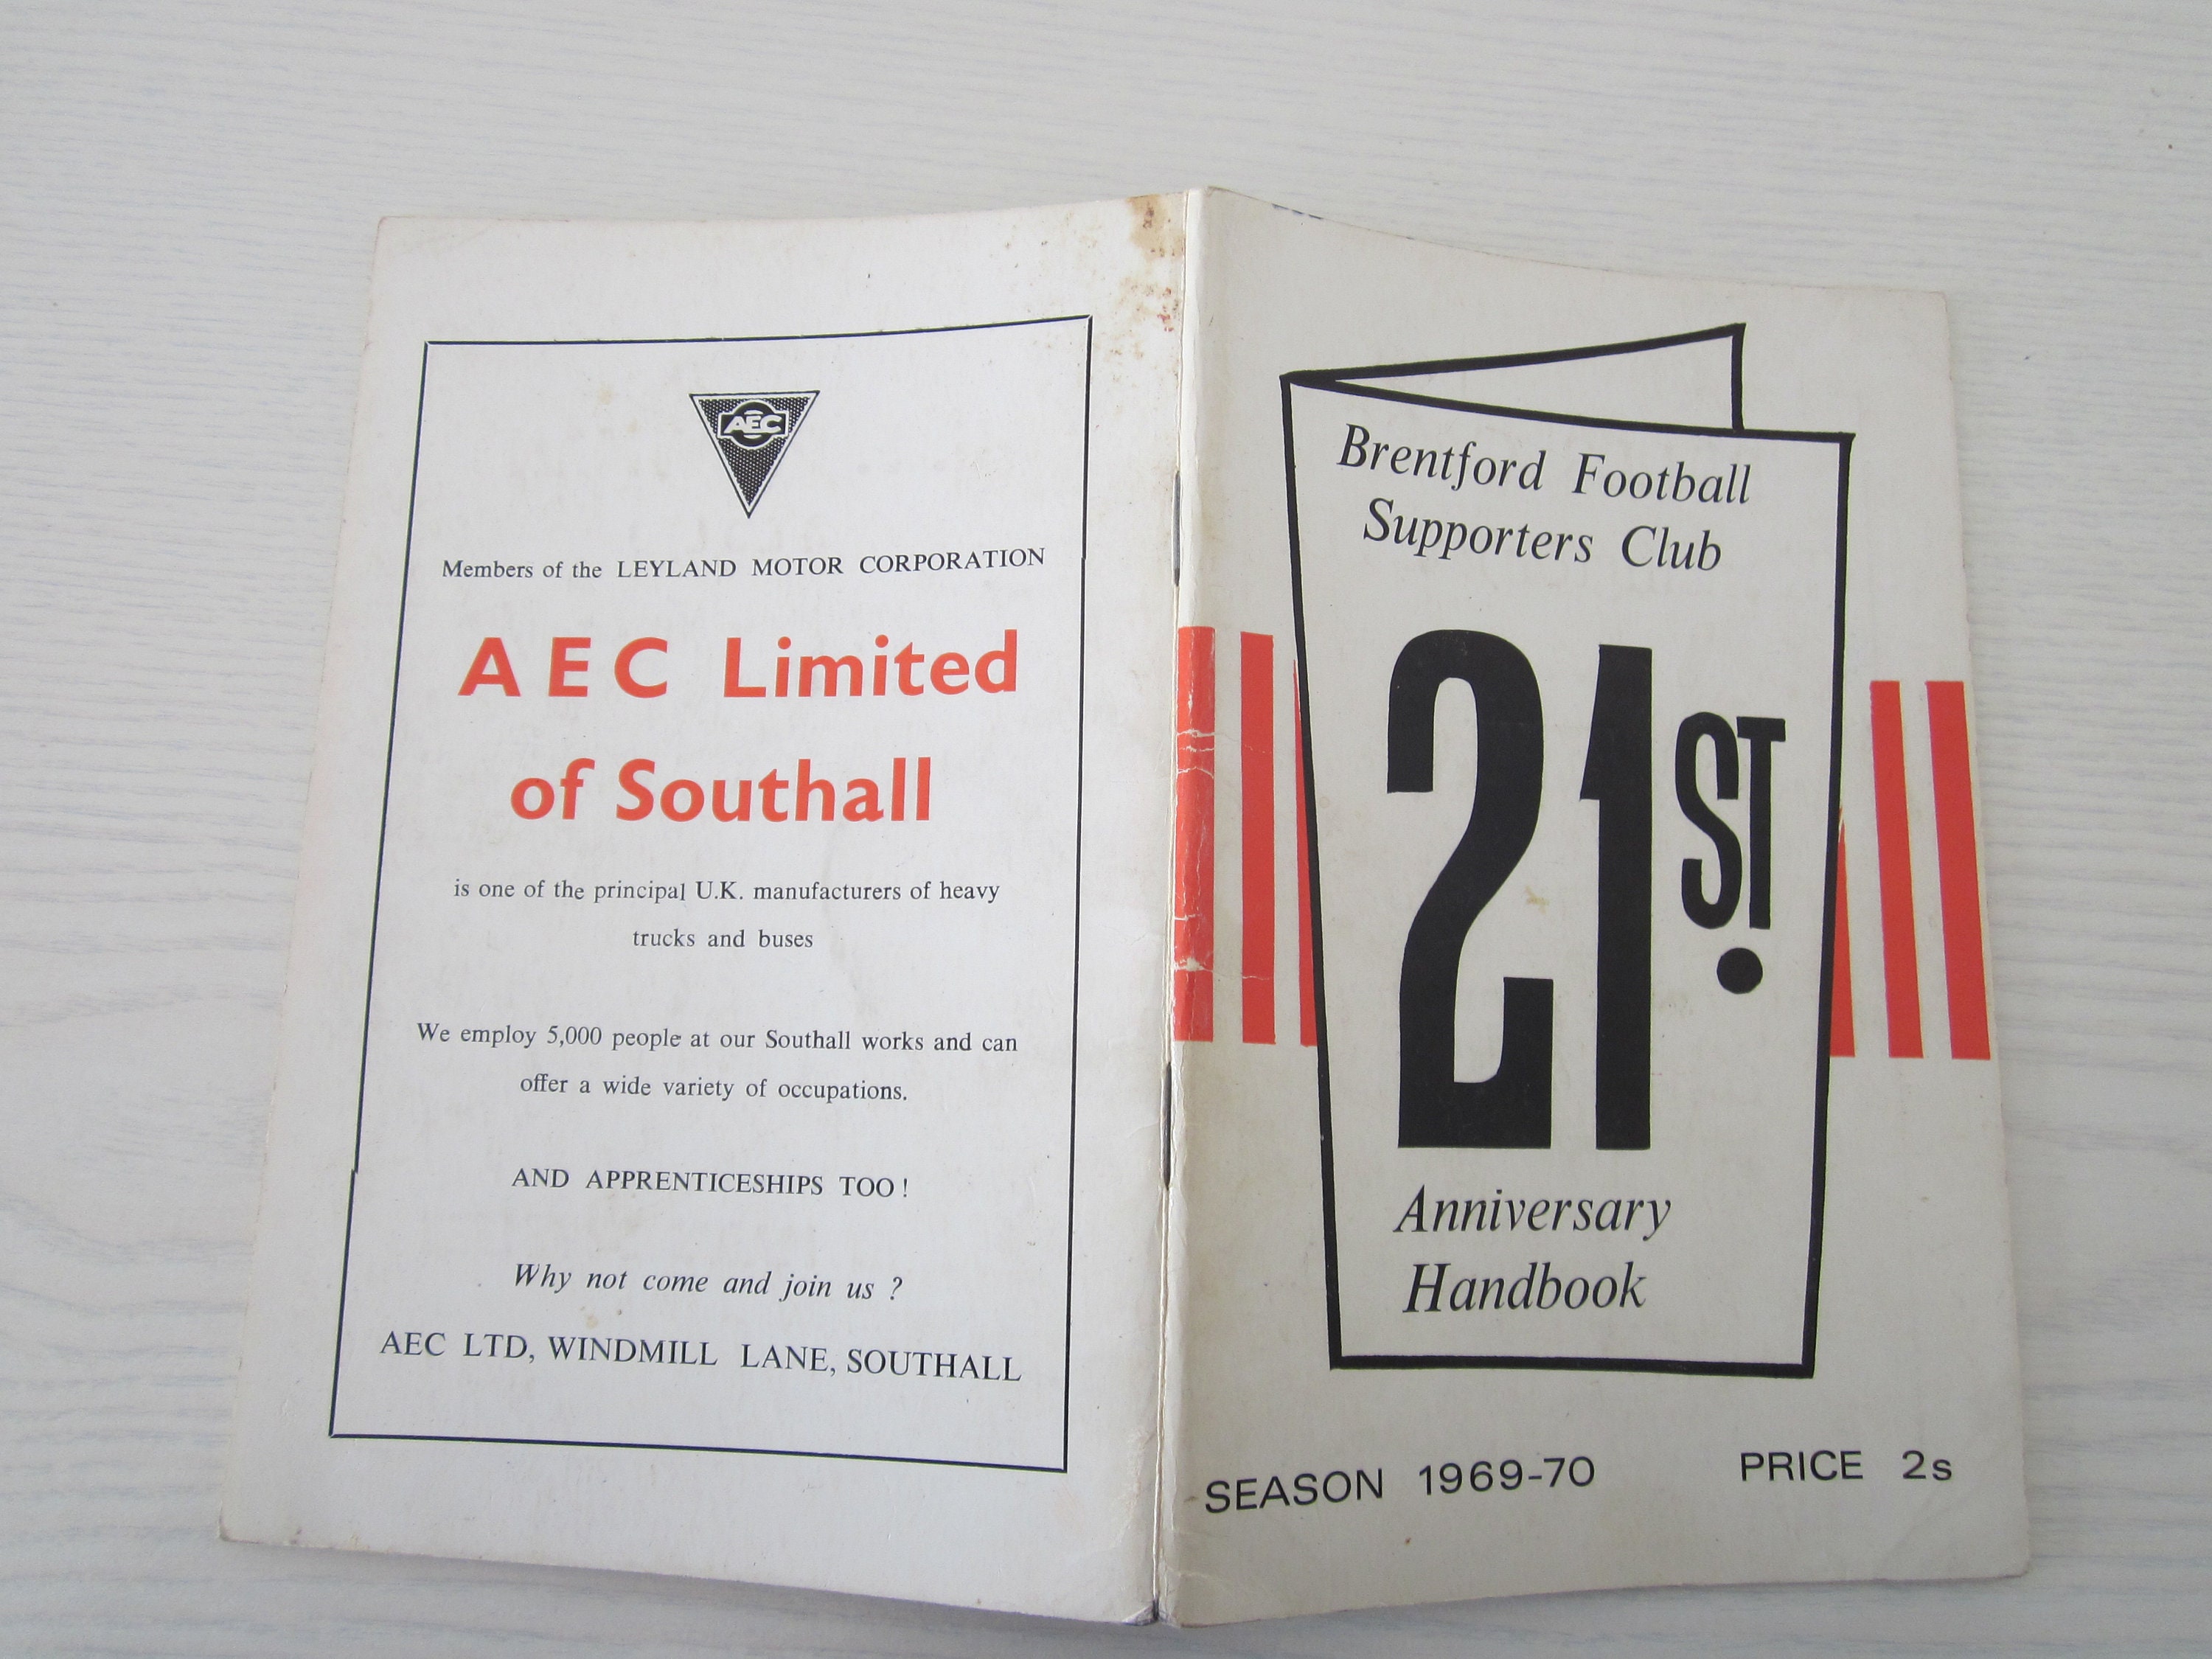 AEC
Members of the LEYLAND MOTOR CORPORATION
AEC Limited
of Southall
is one of the principal U.K. manufacturers of heavy
trucks and buses
We employ 5,000 people at our Southall works and can
offer a wide variety of occupations.
AND APPRENTICESHIPS TOO !
Why not come and join us ?
AEC LTD, WINDMILL LANE, SOUTHALL
Brentford Football
Supporters Club
21ST
Anniversary
Handbook
SEASON 1969-70 PRICE 2s